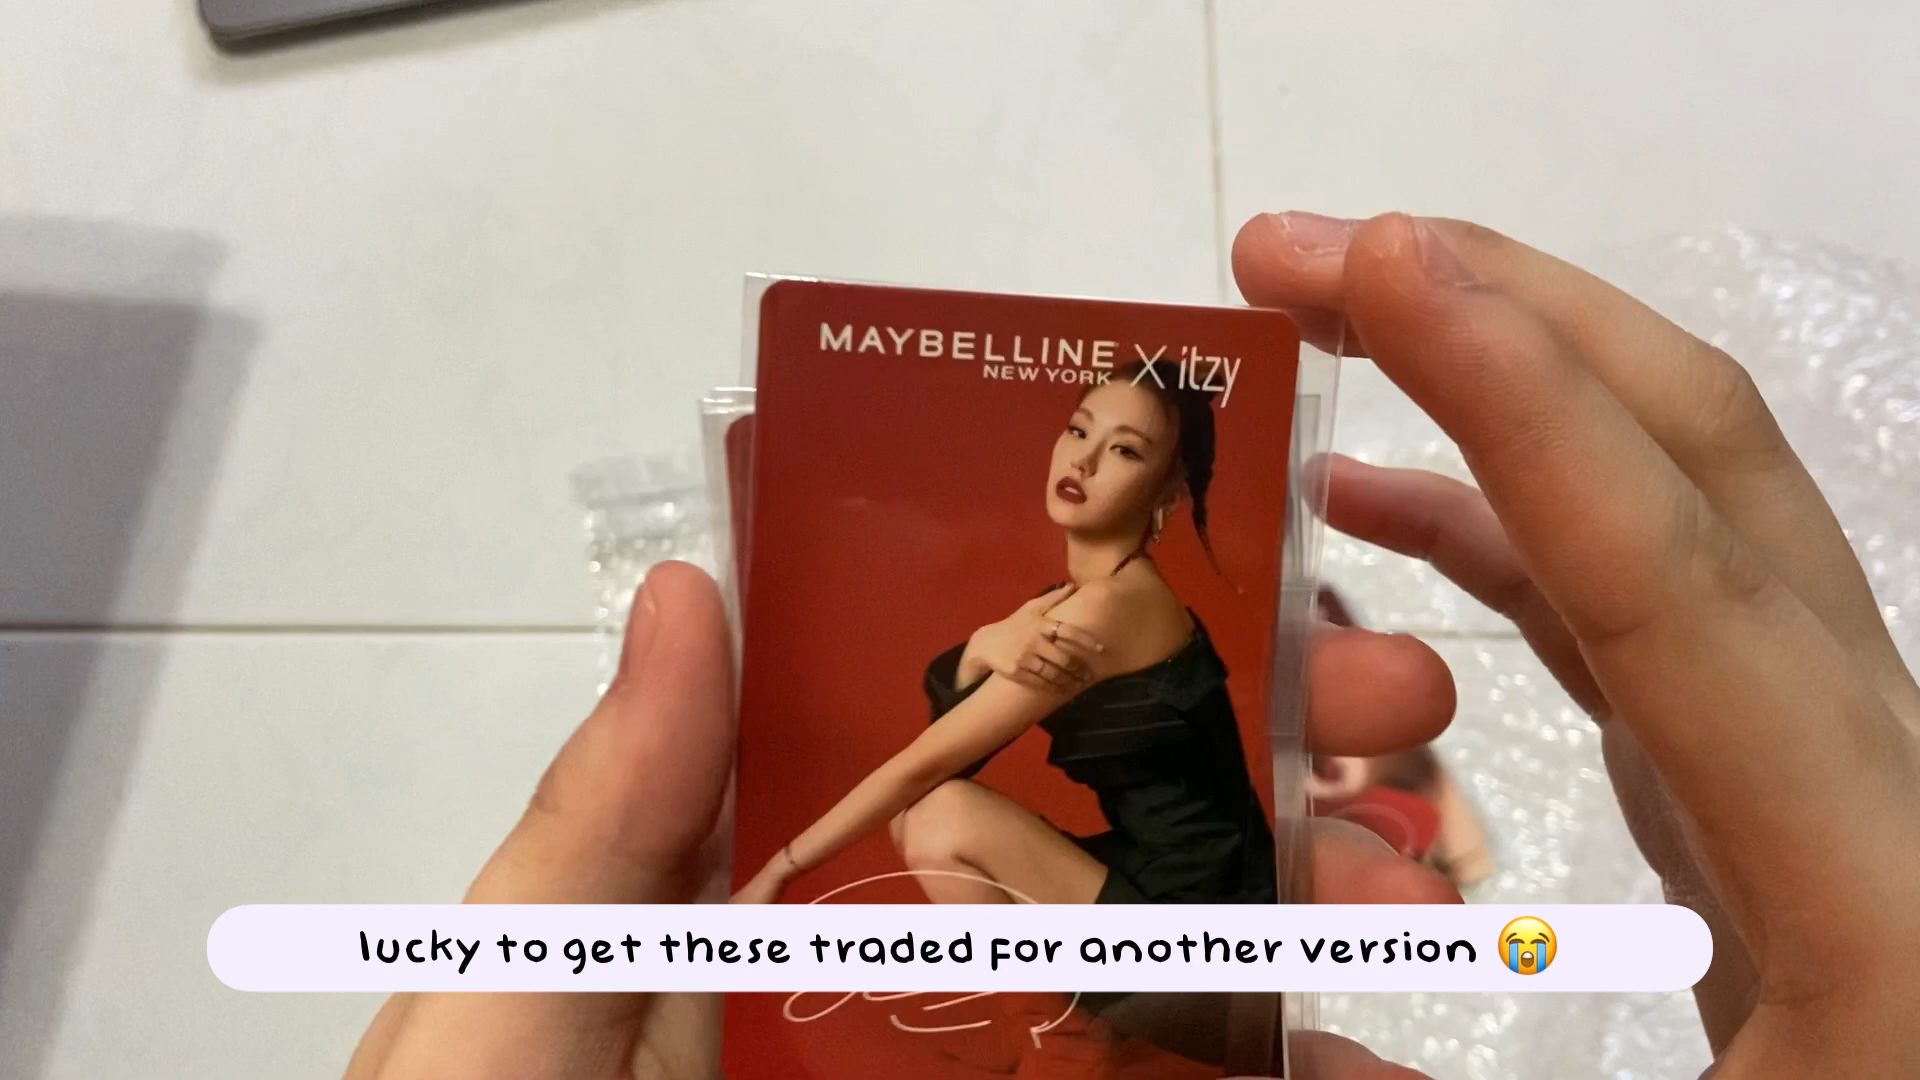 MAYBELLINE X itzy
NEW YORK
lucky to get these traded for another version 😭